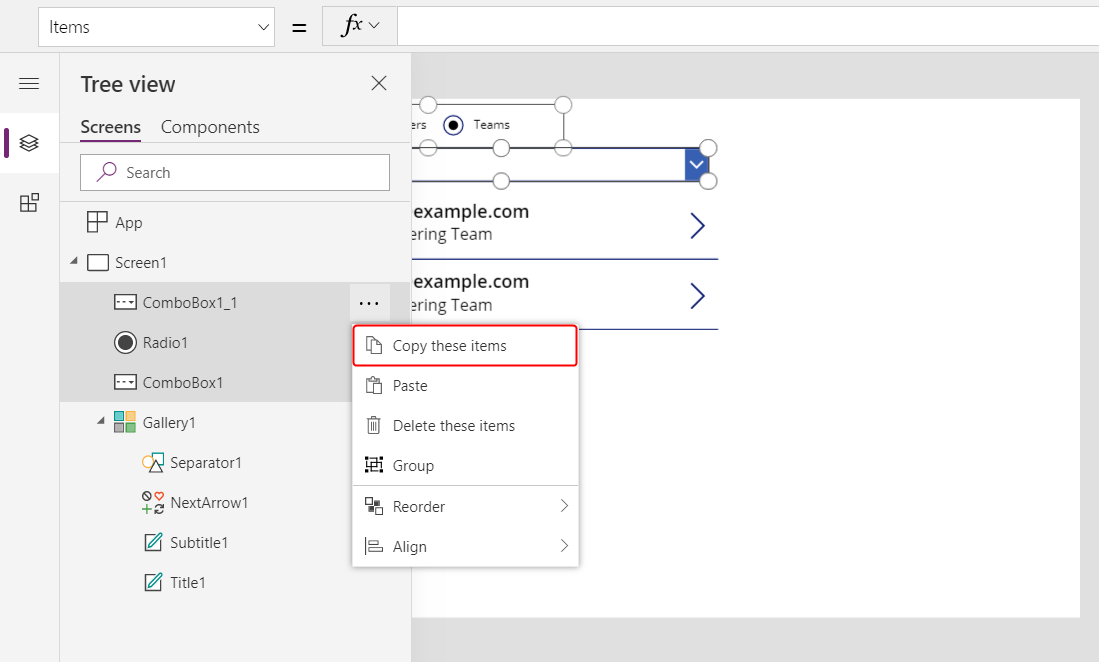 Items
=
fx
Tree view
Screens Components
Search
App
Screen1
ComboBox1_1 ...
Radio1
ComboBox1
Gallery1
Separator1
NextArrow1
Subtitle1
Title1
Copy these items
Paste
Delete these items
Group
Reorder
Align
ers Teams
example.com
ering Team
example.com
ering Team